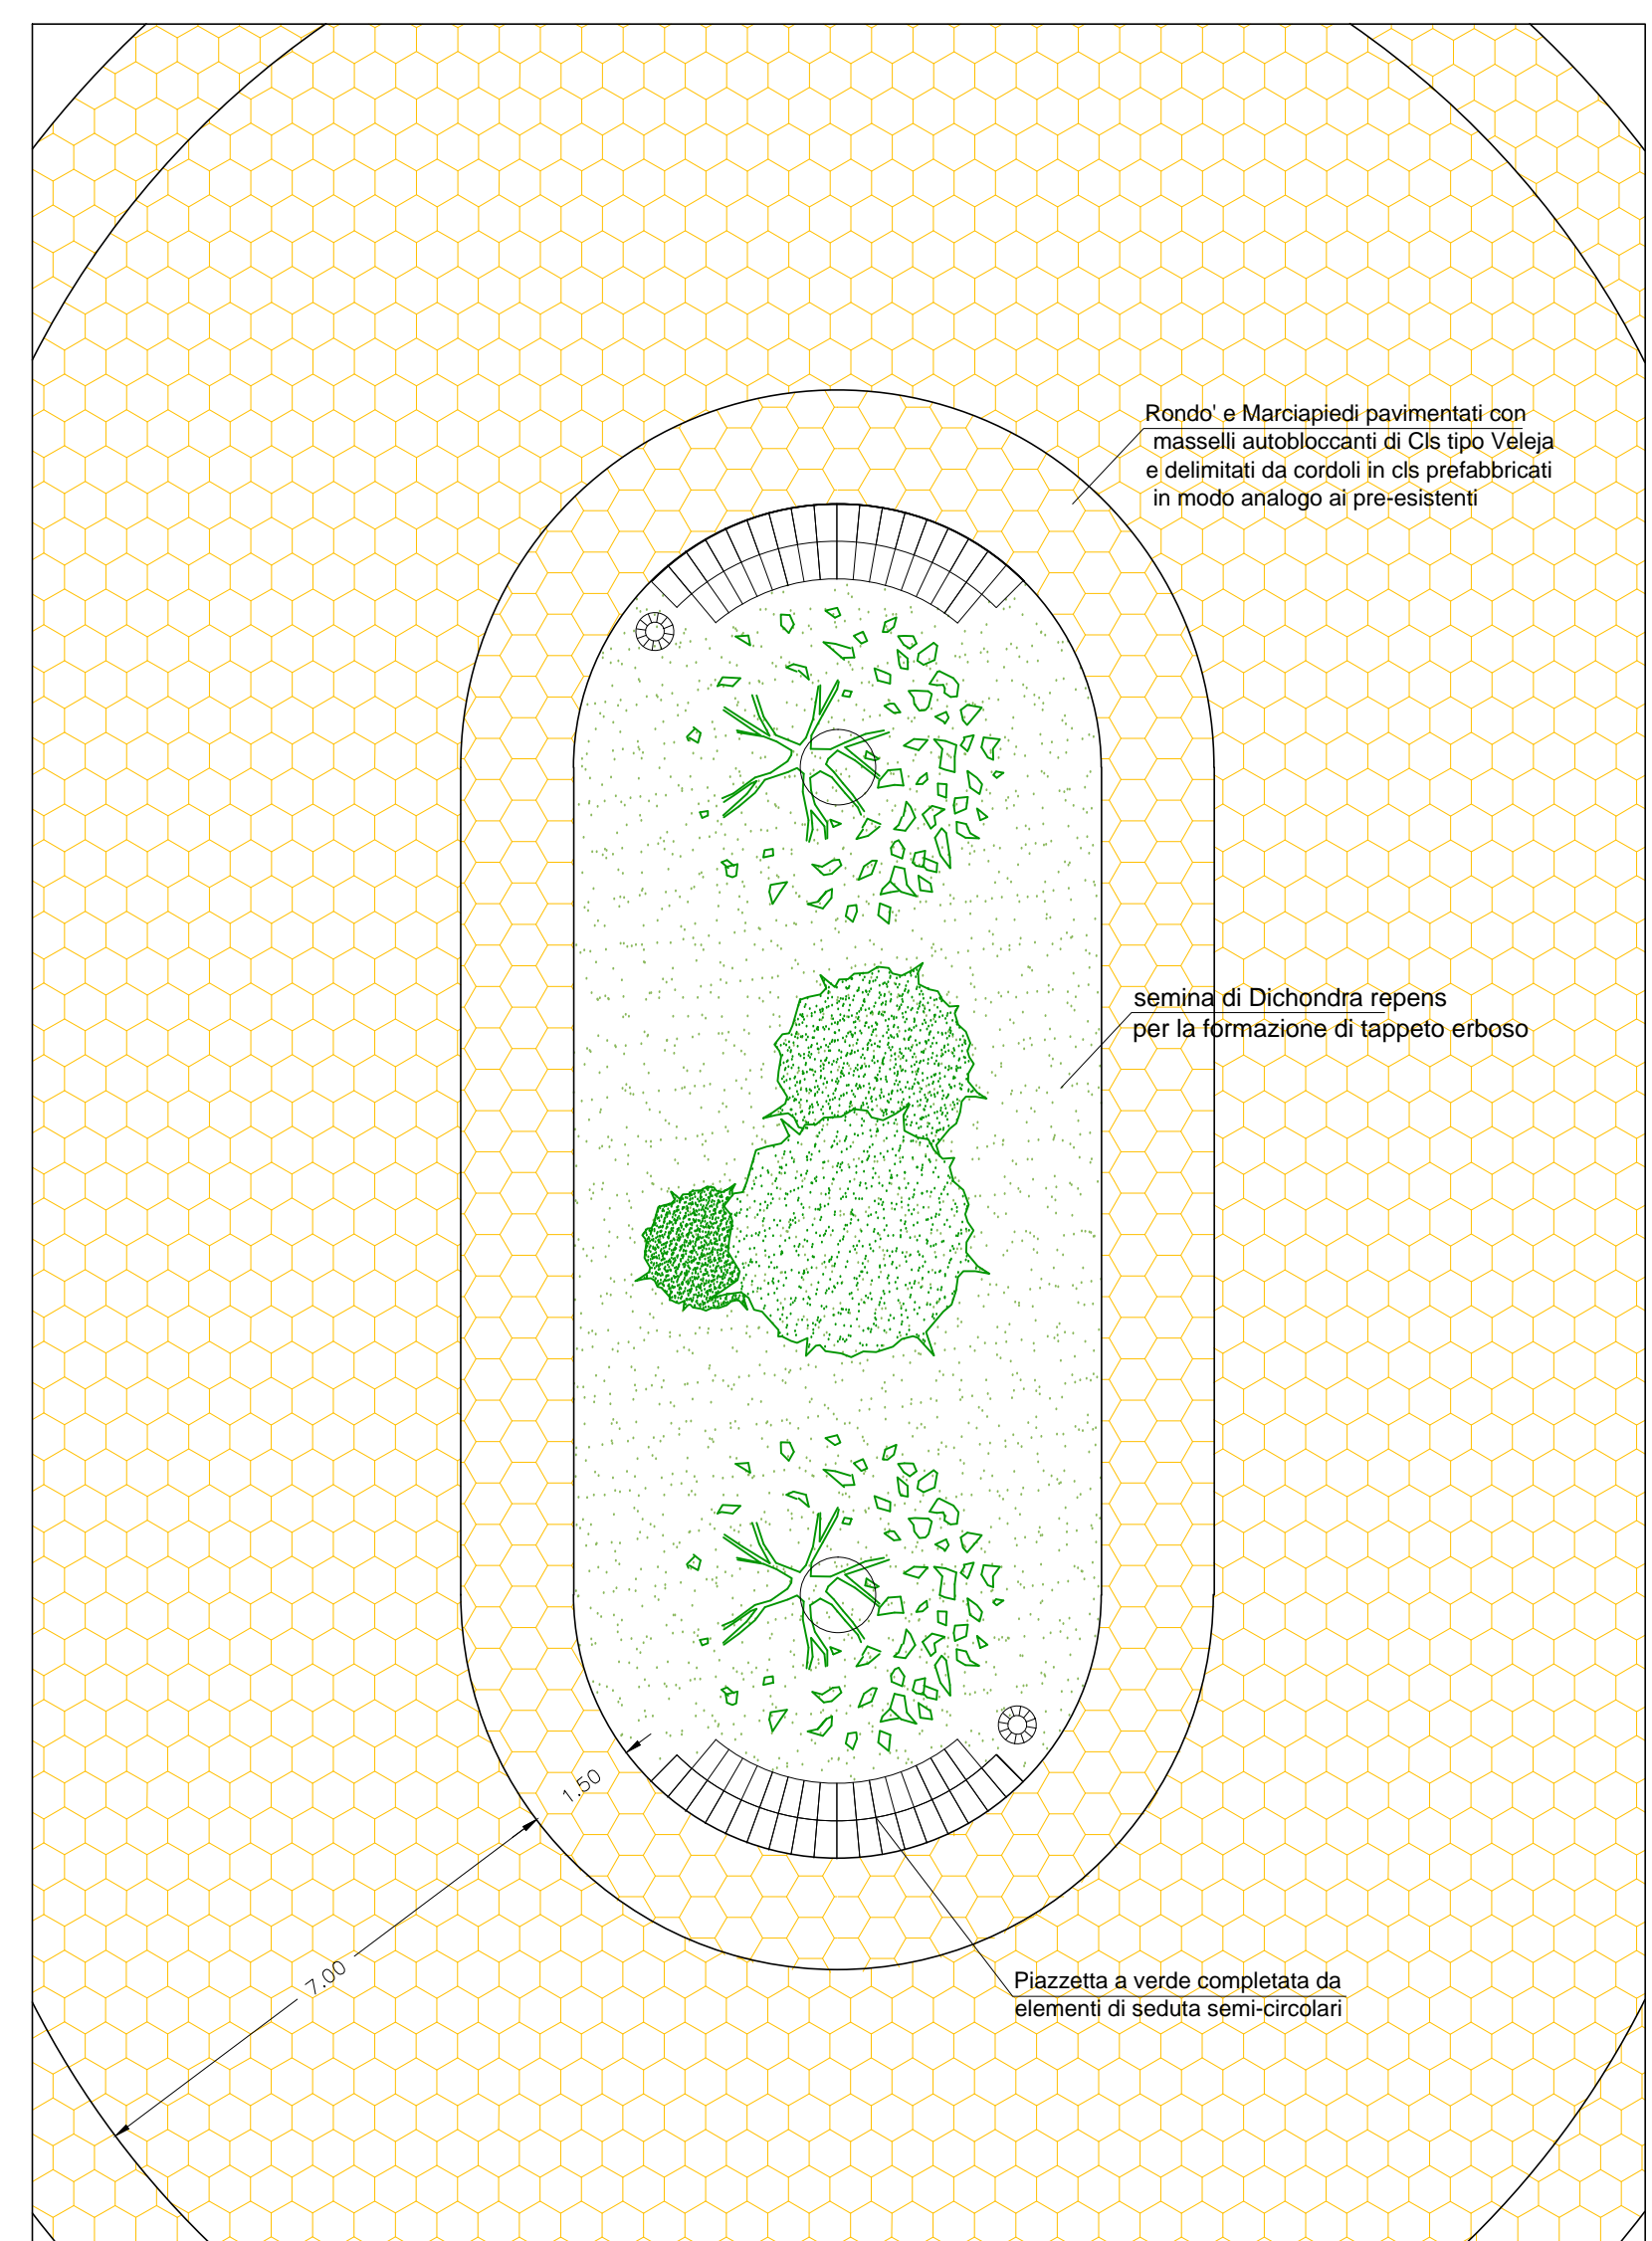 Rondo' e Marciapiedi pavimentati con
masselli autobloccanti di Cls tipo Veleja
e delimitati da cordoli in cls prefabbricati
in modo analogo ai pre-esistenti
semina di Dichondra repens
per la formazione di tappeto erboso
1.50
7.00
Piazzetta a verde completata da
elementi di seduta semi-circolari